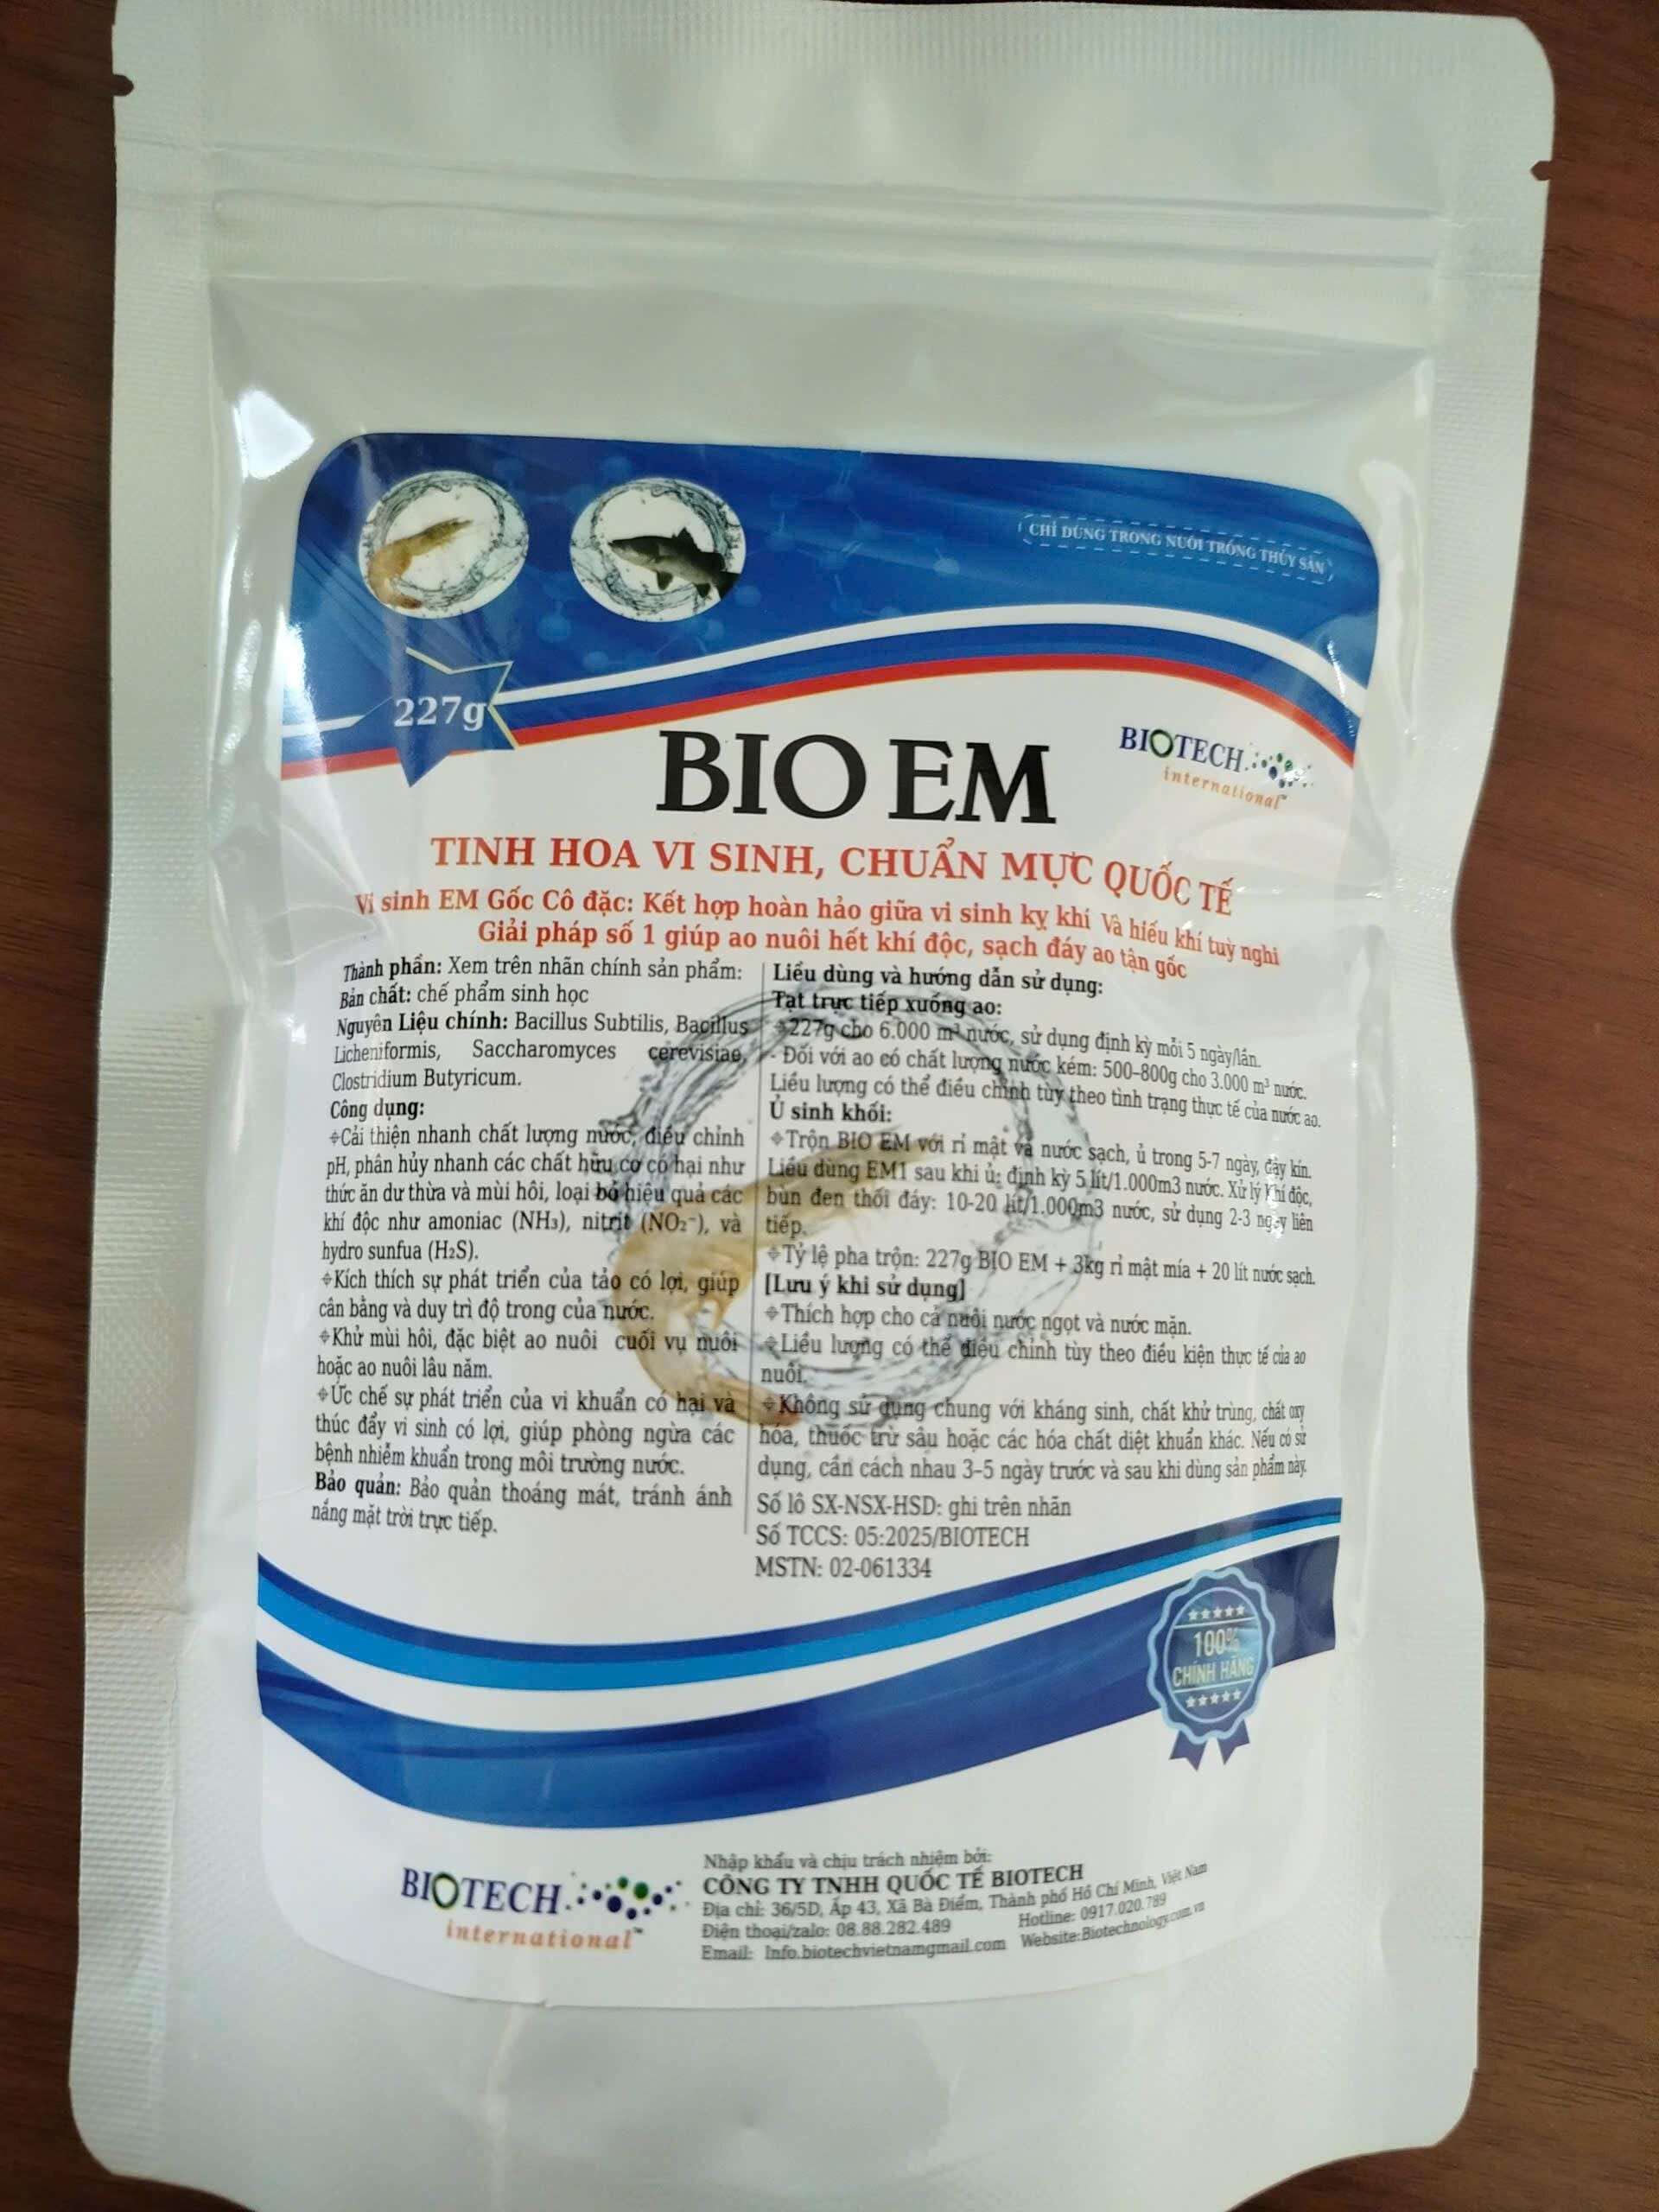 CHỈ DÙNG TRONG NUÔI TRỒNG THỦY SẢN
227g
BIO EM
BIOTECH
international™
TINH HOA VI SINH, CHUẨN MỰC QUỐC TẾ
Vi sinh EM Gốc Cô đặc: Kết hợp hoàn hảo giữa vi sinh kỵ khí Và hiếu khí tuỳ nghi
Giải pháp số 1 giúp ao nuôi hết khí độc, sạch đáy ao tận gốc
Thành phần: Xem trên nhãn chính sản phẩm:
Bản chất: chế phẩm sinh học
Nguyên Liệu chính: Bacillus Subtilis, Bacillus
Licheniformis, Saccharomyces cerevisiae,
Clostridium Butyricum.
Công dụng:
Cải thiện nhanh chất lượng nước, điều chỉnh
pH, phân hủy nhanh các chất hữu cơ có hại như
thức ăn dư thừa và mùi hôi, loại bỏ hiệu quả các
khí độc như amoniac (NH₃), nitrit (NO₂⁻), và
hydro sunfua (H₂S).
Kích thích sự phát triển của tảo có lợi, giúp
cân bằng và duy trì độ trong của nước.
Khử mùi hôi, đặc biệt ao nuôi cuối vụ nuôi
hoặc ao nuôi lâu năm.
Ức chế sự phát triển của vi khuẩn có hại và
thúc đẩy vi sinh có lợi, giúp phòng ngừa các
bệnh nhiễm khuẩn trong môi trường nước.
Bảo quản: Bảo quản thoáng mát, tránh ánh
nắng mặt trời trực tiếp.
Liều dùng và hướng dẫn sử dụng:
Tạt trực tiếp xuống ao:
227g cho 6.000 m³ nước, sử dụng định kỳ mỗi 5 ngày/lần.
- Đối với ao có chất lượng nước kém: 500–800g cho 3.000 m³ nước.
Liều lượng có thể điều chỉnh tùy theo tình trạng thực tế của nước ao.
Ủ sinh khối:
Trộn BIO EM với rỉ mật và nước sạch, ủ trong 5-7 ngày, đậy kín.
Liều dùng EM1 sau khi ủ: định kỳ 5 lít/1.000m3 nước. Xử lý khí độc,
bùn đen thối đáy: 10-20 lít/1.000m3 nước, sử dụng 2-3 ngày liên
tiếp.
Tỷ lệ pha trộn: 227g BIO EM + 3kg rỉ mật mía + 20 lít nước sạch.
[Lưu ý khi sử dụng]
Thích hợp cho cả nuôi nước ngọt và nước mặn.
Liều lượng có thể điều chỉnh tùy theo điều kiện thực tế của ao
nuôi.
Không sử dụng chung với kháng sinh, chất khử trùng, chất oxy
hóa, thuốc trừ sâu hoặc các hóa chất diệt khuẩn khác. Nếu có sử
dụng, cần cách nhau 3–5 ngày trước và sau khi dùng sản phẩm này.
Số lô SX-NSX-HSD: ghi trên nhãn
Số TCCS: 05:2025/BIOTECH
MSTN: 02-061334
100%
CHÍNH HÃNG
BIOTECH
international™
Nhập khẩu và chịu trách nhiệm bởi:
CÔNG TY TNHH QUỐC TẾ BIOTECH
Địa chỉ: 36/5D, Ấp 43, Xã Bà Điểm, Thành phố Hồ Chí Minh, Việt Nam
Điện thoại/zalo: 08.88.282.489 Hotline: 0917.020.789
Email: Info.biotechvietnamgmail.com Website:Biotechnology.com.vn